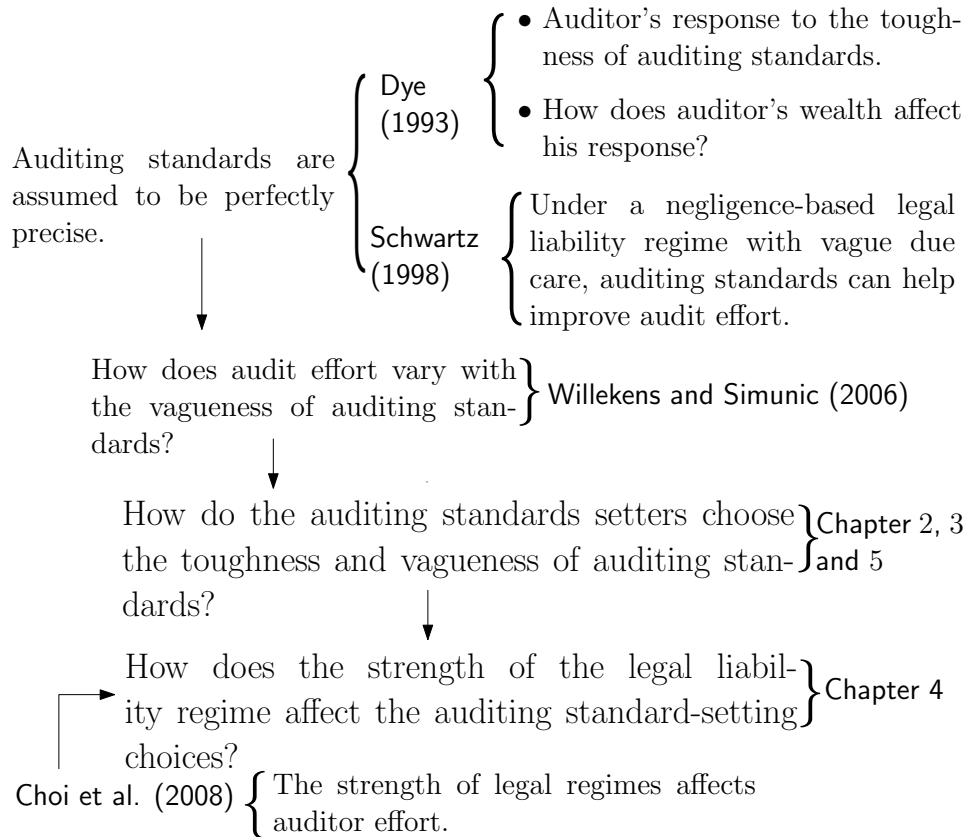 • Auditor's response to the tough-
ness of auditing standards.
Dye
(1993)
• How does auditor's wealth affect
his response?
Auditing standards are
assumed to be perfectly
precise.
Schwartz
(1998)
Under a negligence-based legal
liability regime with vague due
care, auditing standards can help
improve audit effort.
How does audit effort vary with
the vagueness of auditing stan-
dards?
Willekens and Simunic (2006)
How do the auditing standards setters choose
the toughness and vagueness of auditing stan-
dards?
Chapter 2, 3
and 5
How does the strength of the legal liabil-
ity regime affect the auditing standard-setting
choices?
Chapter 4
Choi et al. (2008)
The strength of legal regimes affects
auditor effort.